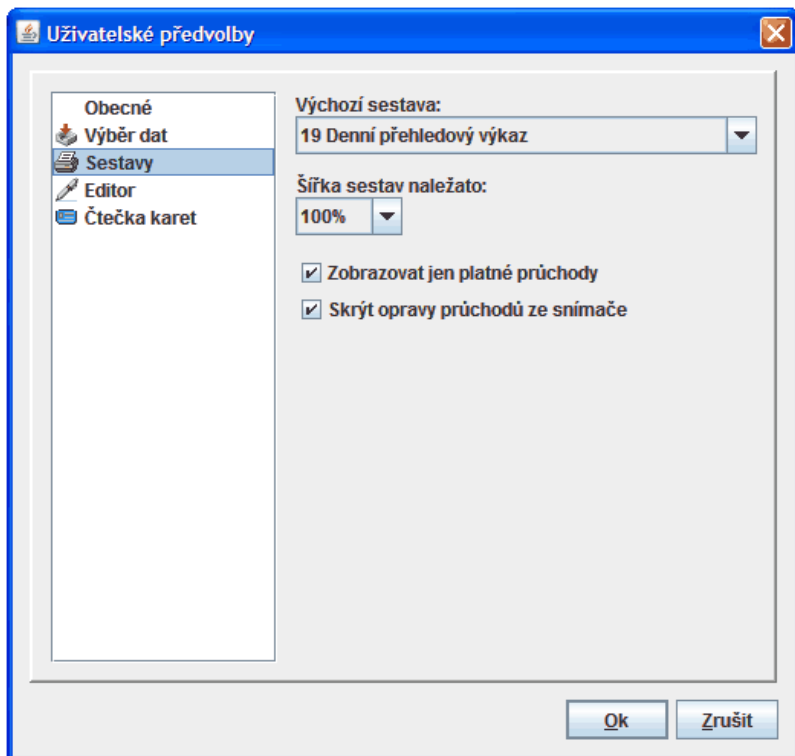 Uživatelské předvolby
Obecné
Výběr dat
Sestavy
Editor
Čtečka karet
Výchozí sestava:
19 Denní přehledový výkaz
Šířka sestav naležato:
100%
Zobrazovat jen platné průchody
Skrýt opravy průchodů ze snímače
Ok
Zrušit